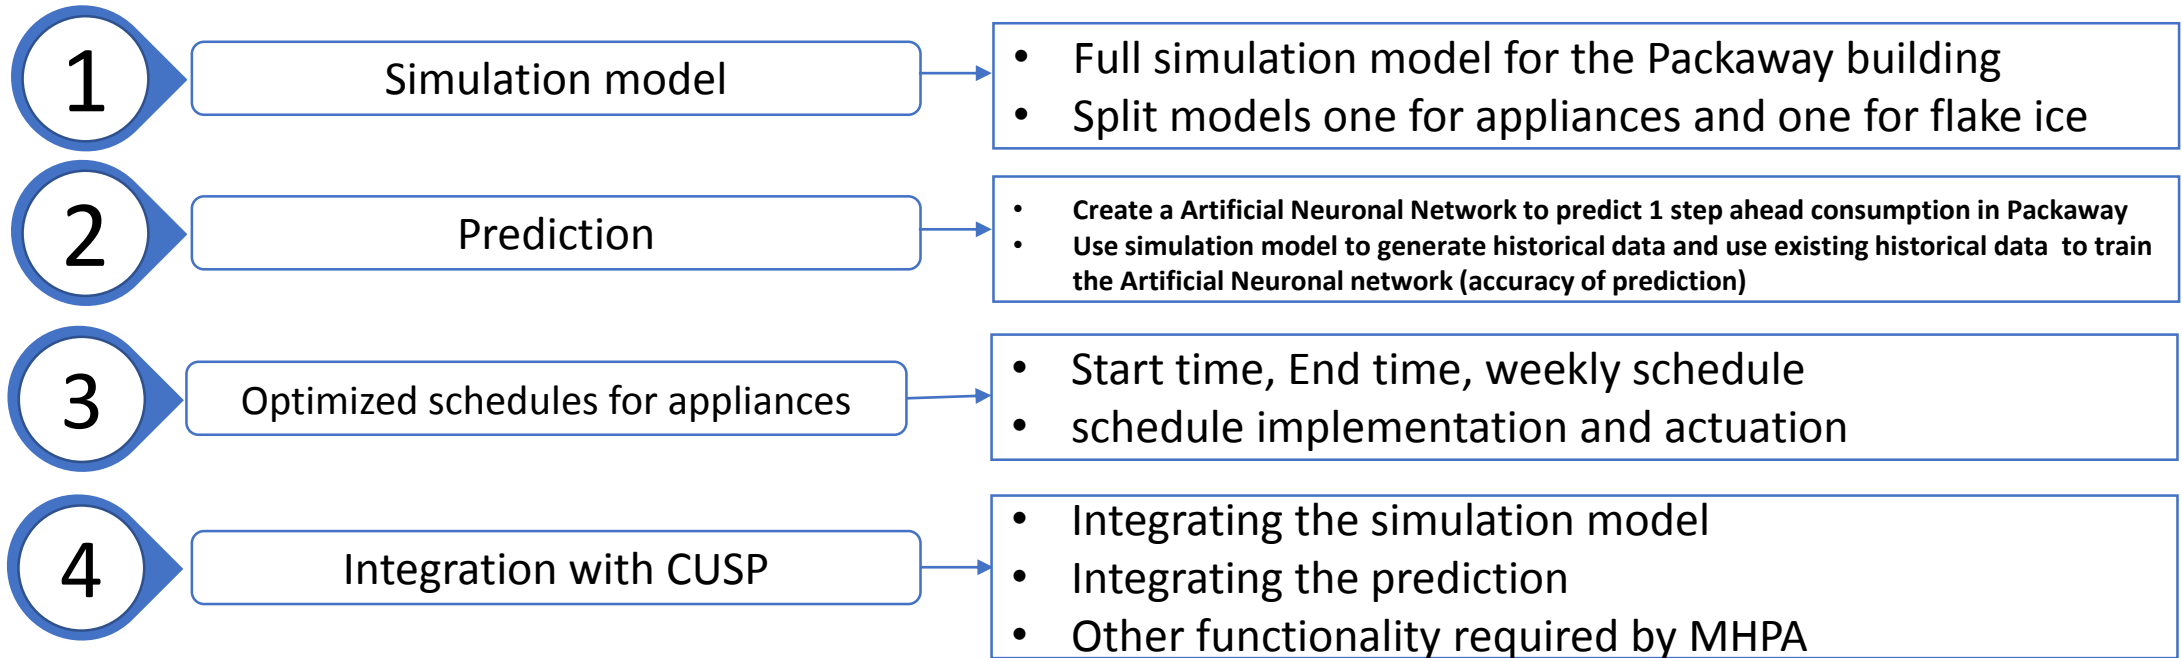 1
Simulation model
• Full simulation model for the Packaway building
• Split models one for appliances and one for flake ice
2
Prediction
• Create a Artificial Neuronal Network to predict 1 step ahead consumption in Packaway
• Use simulation model to generate historical data and use existing historical data to train
the Artificial Neuronal network (accuracy of prediction)
3
Optimized schedules for appliances
• Start time, End time, weekly schedule
• schedule implementation and actuation
4
Integration with CUSP
• Integrating the simulation model
• Integrating the prediction
• Other functionality required by MHPA